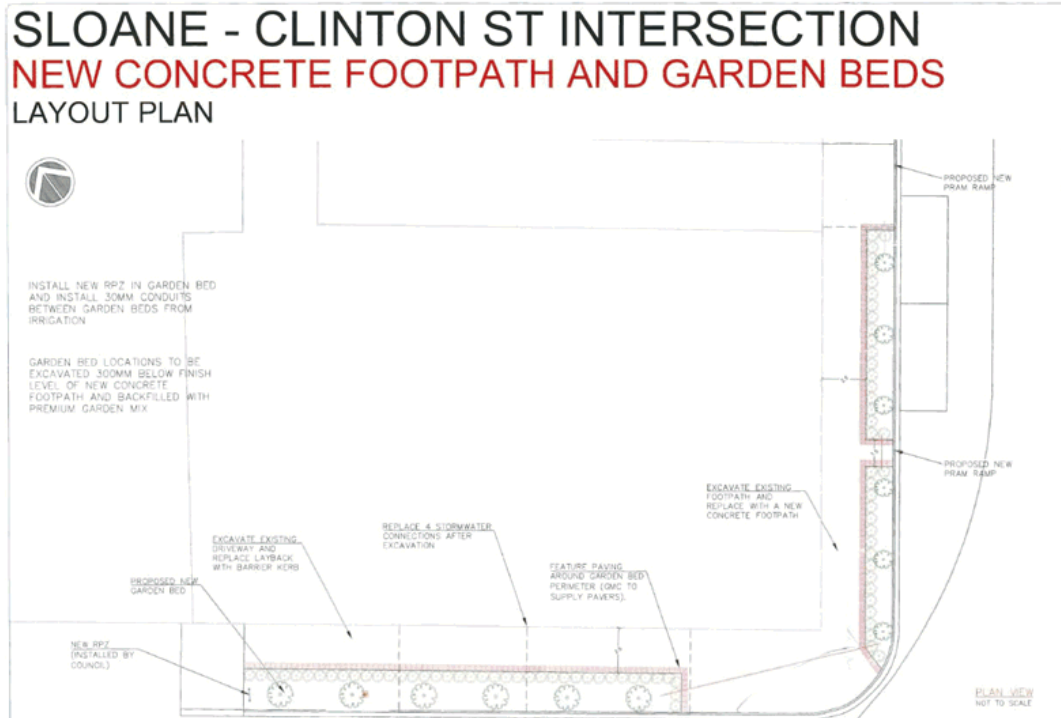 SLOANE - CLINTON ST INTERSECTION
NEW CONCRETE FOOTPATH AND GARDEN BEDS
LAYOUT PLAN
PROPOSED NEW
PRAM RAMP
INSTALL NEW RPZ IN GARDEN BED
AND INSTALL 30MM CONDUITS
BETWEEN GARDEN BEDS FROM
IRRIGATION
GARDEN BED LOCATIONS TO BE
EXCAVATED 300MM BELOW FINISH
LEVEL OF NEW CONCRETE
FOOTPATH AND BACKFILLED WITH
PREMIUM GARDEN MIX
PROPOSED NEW
PRAM RAMP
EXCAVATE EXISTING
FOOTPATH AND
REPLACE WITH A NEW
CONCRETE FOOTPATH
REPLACE 4 STORMWATER
CONNECTIONS AFTER
EXCAVATION
EXCAVATE EXISTING
DRIVEWAY AND
REPLACE LAYBACK
WITH BARRIER KERB
FEATURE PAVING
AROUND GARDEN BED
PERIMETER (GMC TO
SUPPLY PAVERS).
PROPOSED NEW
GARDEN BED
NEW RPZ
(INSTALLED BY
COUNCIL)
PLAN VIEW
NOT TO SCALE